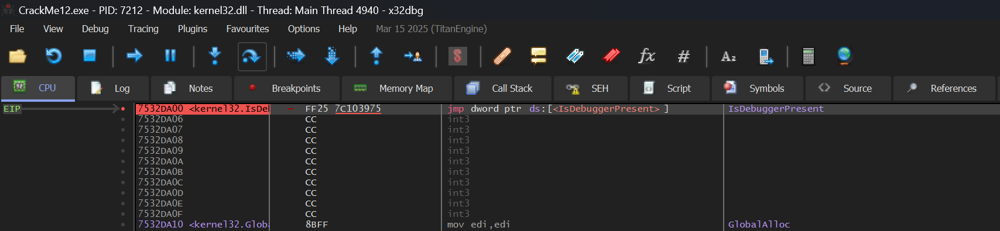 CrackMe12.exe - PID: 7212 - Module: kernel32.dll - Thread: Main Thread 4940 - x32dbg
File View Debug Tracing Plugins Favourites Options Help Mar 15 2025 (TitanEngine)
$ fx # A₂
CPU Log Notes Breakpoints Memory Map Call Stack SEH Script Symbols Source References
EIP 7532DA00 <kernel32.IsDe FF25 7C103975 jmp dword ptr ds:[<IsDebuggerPresent>] IsDebuggerPresent
7532DA06 CC int3
7532DA07 CC int3
7532DA08 CC int3
7532DA09 CC int3
7532DA0A CC int3
7532DA0B CC int3
7532DA0C CC int3
7532DA0D CC int3
7532DA0E CC int3
7532DA0F CC int3
7532DA10 <kernel32.Glob 8BFF mov edi,edi GlobalAlloc